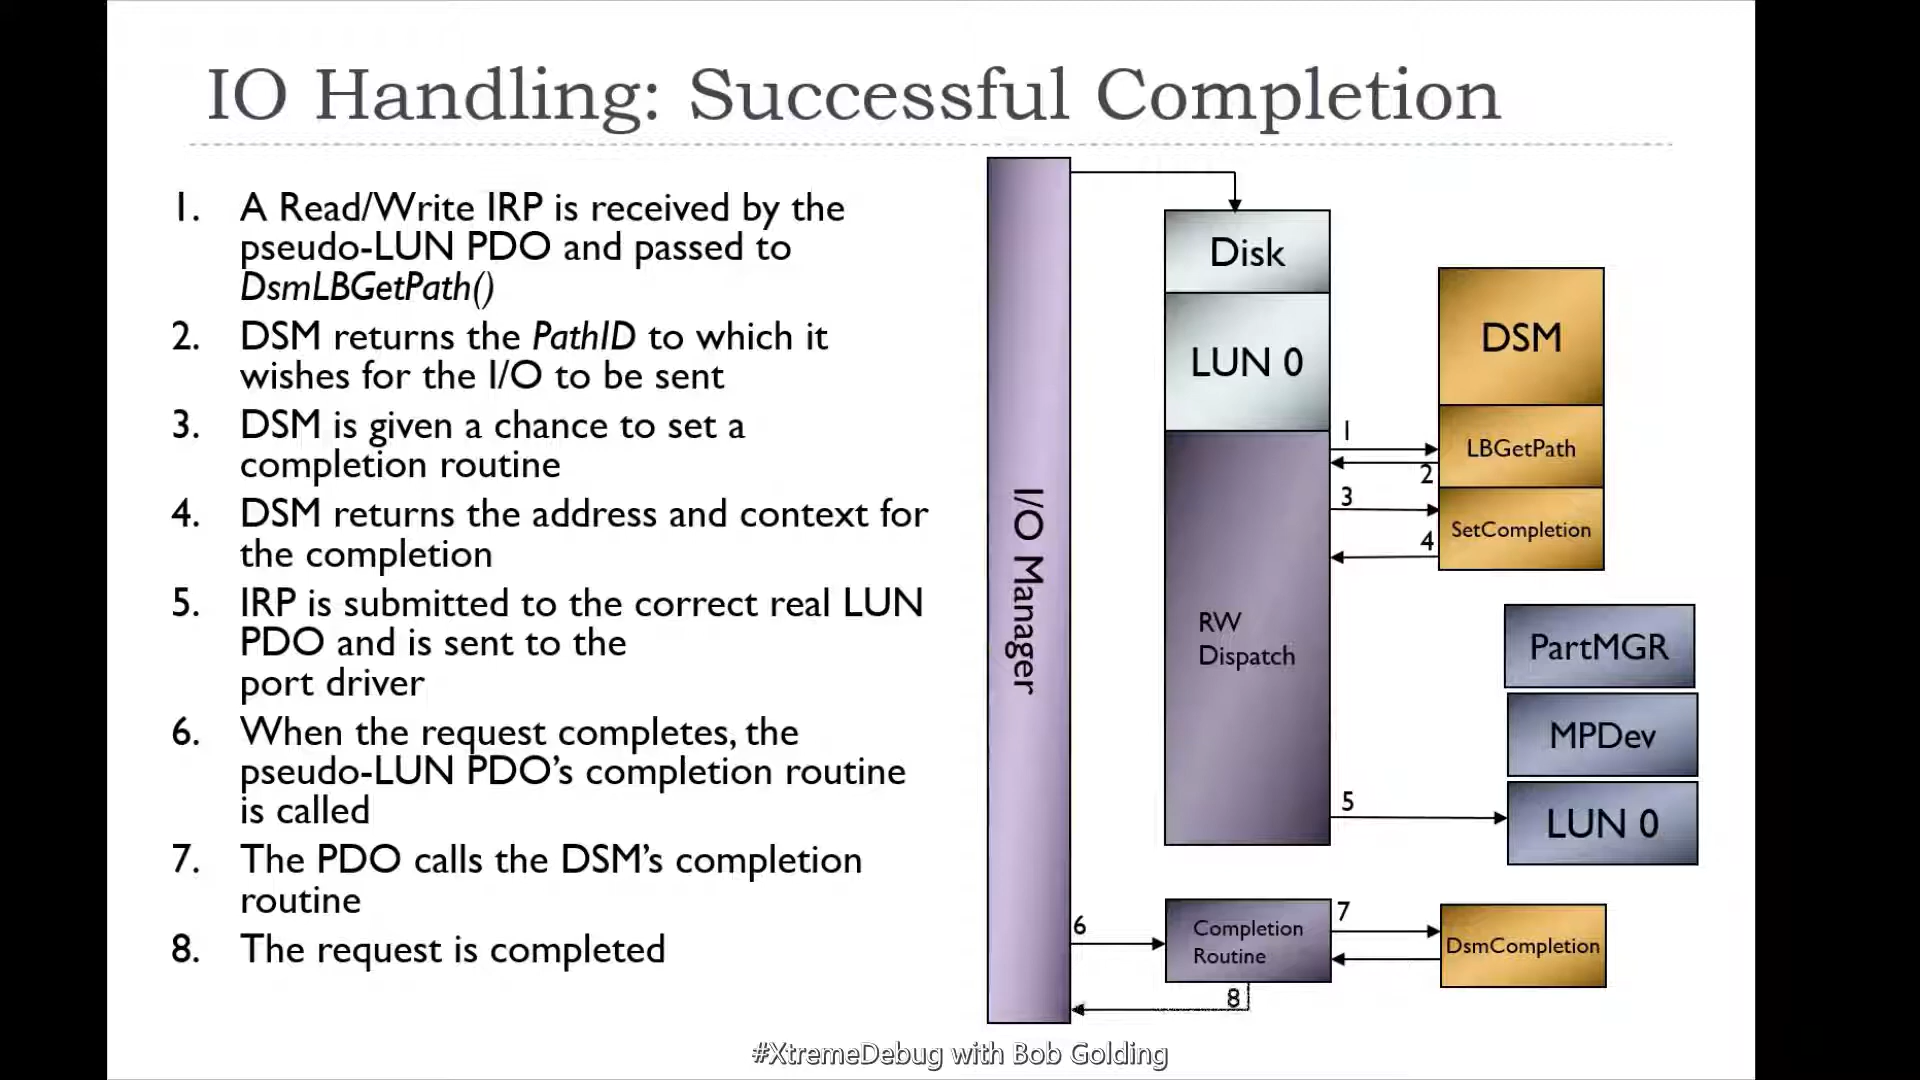 IO Handling: Successful Completion
1. A Read/Write IRP is received by the
pseudo-LUN PDO and passed to
DsmLBGetPath()
2. DSM returns the PathID to which it
wishes for the I/O to be sent
3. DSM is given a chance to set a
completion routine
4. DSM returns the address and context for
the completion
5. IRP is submitted to the correct real LUN
PDO and is sent to the
port driver
6. When the request completes, the
pseudo-LUN PDO's completion routine
is called
7. The PDO calls the DSM's completion
routine
8. The request is completed
I/O Manager
Disk
LUN 0
RW
Dispatch
1
2
3
4
5
DSM
LBGetPath
SetCompletion
PartMGR
MPDev
LUN 0
6
Completion
Routine
7
DsmCompletion
8
#XtremeDebug with Bob Golding